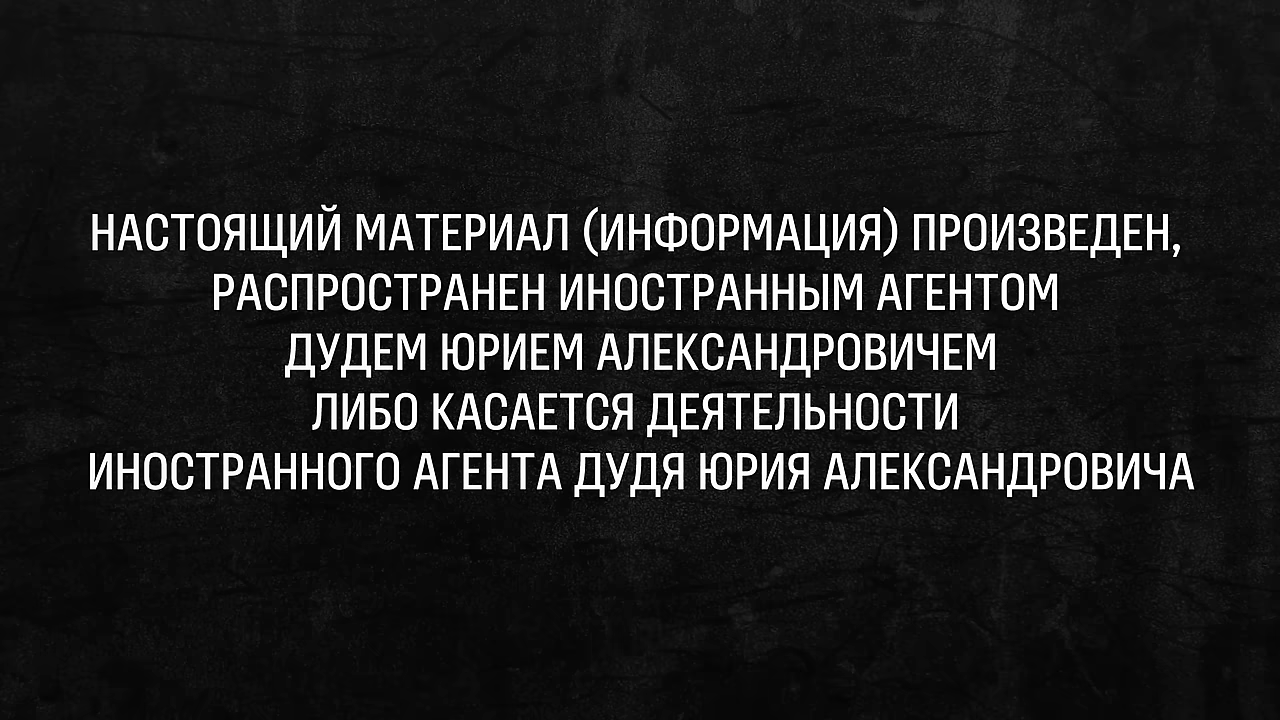 НАСТОЯЩИЙ МАТЕРИАЛ (ИНФОРМАЦИЯ) ПРОИЗВЕДЕН,
РАСПРОСТРАНЕН ИНОСТРАННЫМ АГЕНТОМ
ДУДЕМ ЮРИЕМ АЛЕКСАНДРОВИЧЕМ
ЛИБО КАСАЕТСЯ ДЕЯТЕЛЬНОСТИ
ИНОСТРАННОГО АГЕНТА ДУДЯ ЮРИЯ АЛЕКСАНДРОВИЧА